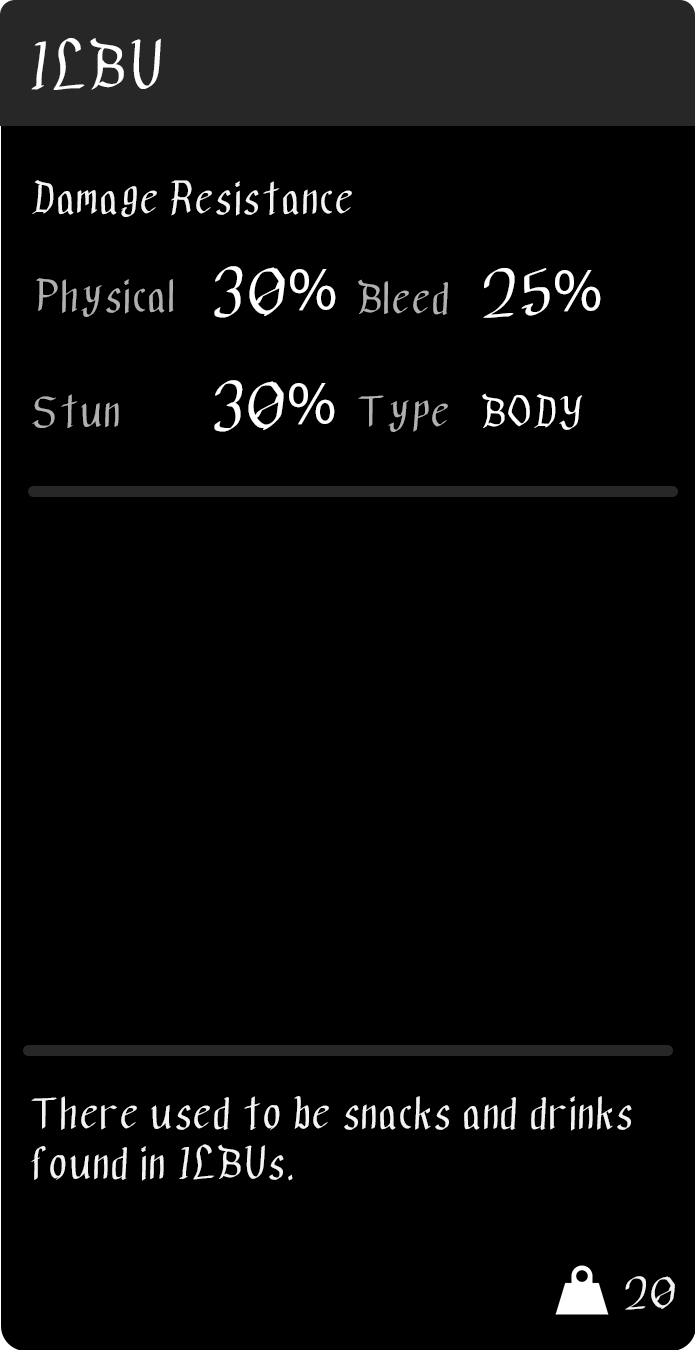 ILBU
Damage Resistance
Physical 30% Bleed 25%
Stun 30% Type BODY
There used to be snacks and drinks
found in ILBUs.
20